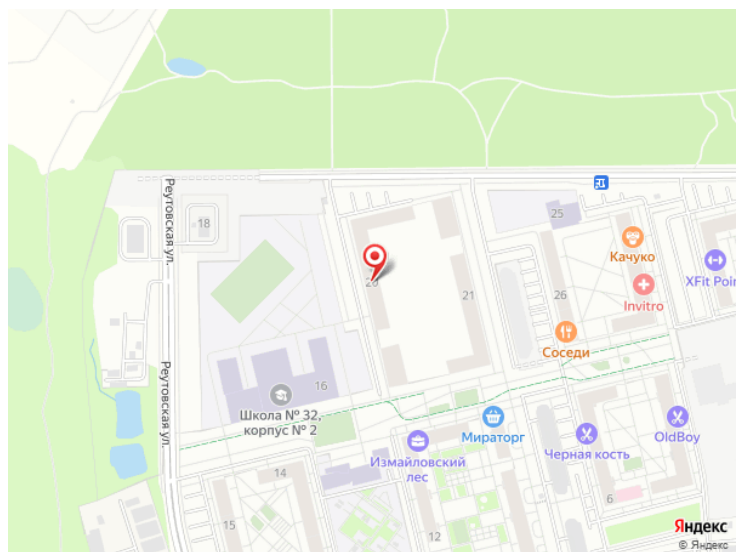 Реутовская ул.
18
25
Качуко
XFit Poin
Invitro
20
21
26
Соседи
Реутовская ул.
16
Школа № 32,
корпус № 2
Мираторг
Измайловский
лес
Черная кость
OldBoy
14
6
15
12
Яндекс
© Яндекс